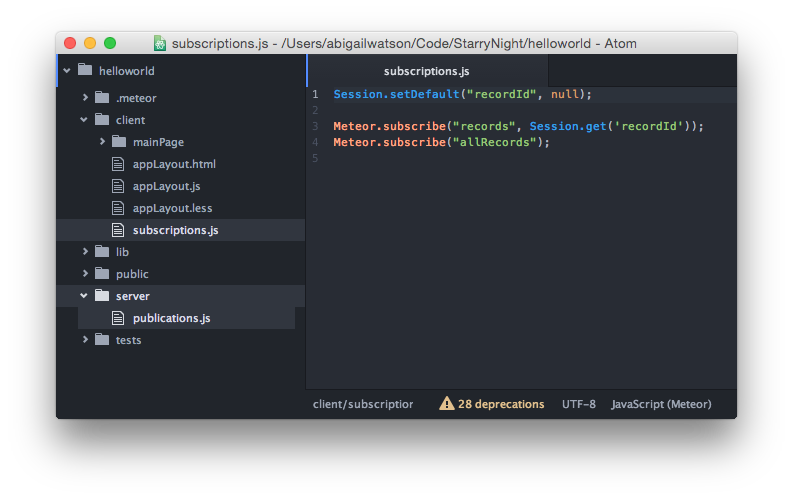 subscriptions.js - /Users/abigailwatson/Code/StarryNight/helloworld - Atom
helloworld
.meteor
client
mainPage
appLayout.html
appLayout.js
appLayout.less
subscriptions.js
lib
public
server
publications.js
tests
subscriptions.js
1 Session.setDefault("recordId", null);
2
3 Meteor.subscribe("records", Session.get('recordId'));
4 Meteor.subscribe("allRecords");
5
client/subscription
28 deprecations
UTF-8
JavaScript (Meteor)